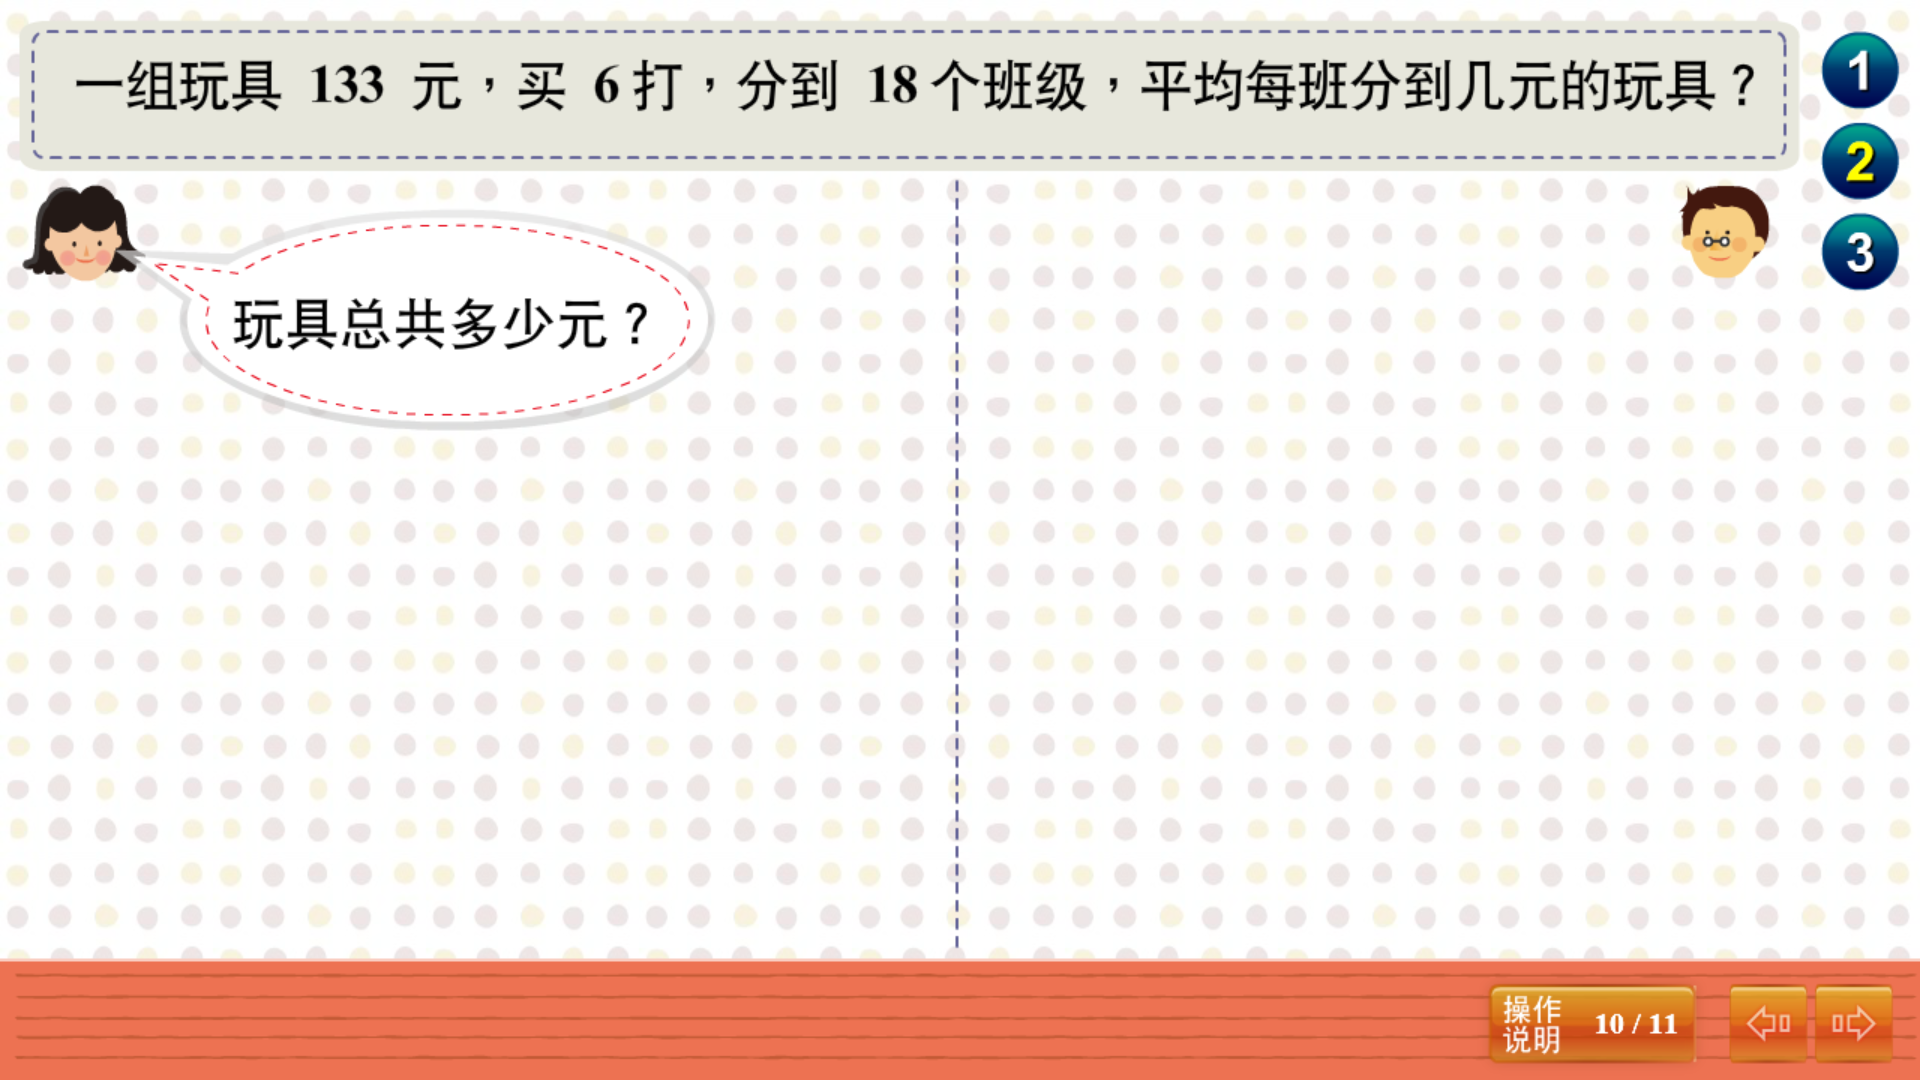 一组玩具 133 元，买 6 打，分到 18 个班级，平均每班分到几元的玩具？
1
2
3
玩具总共多少元？
操作
说明
10 / 11